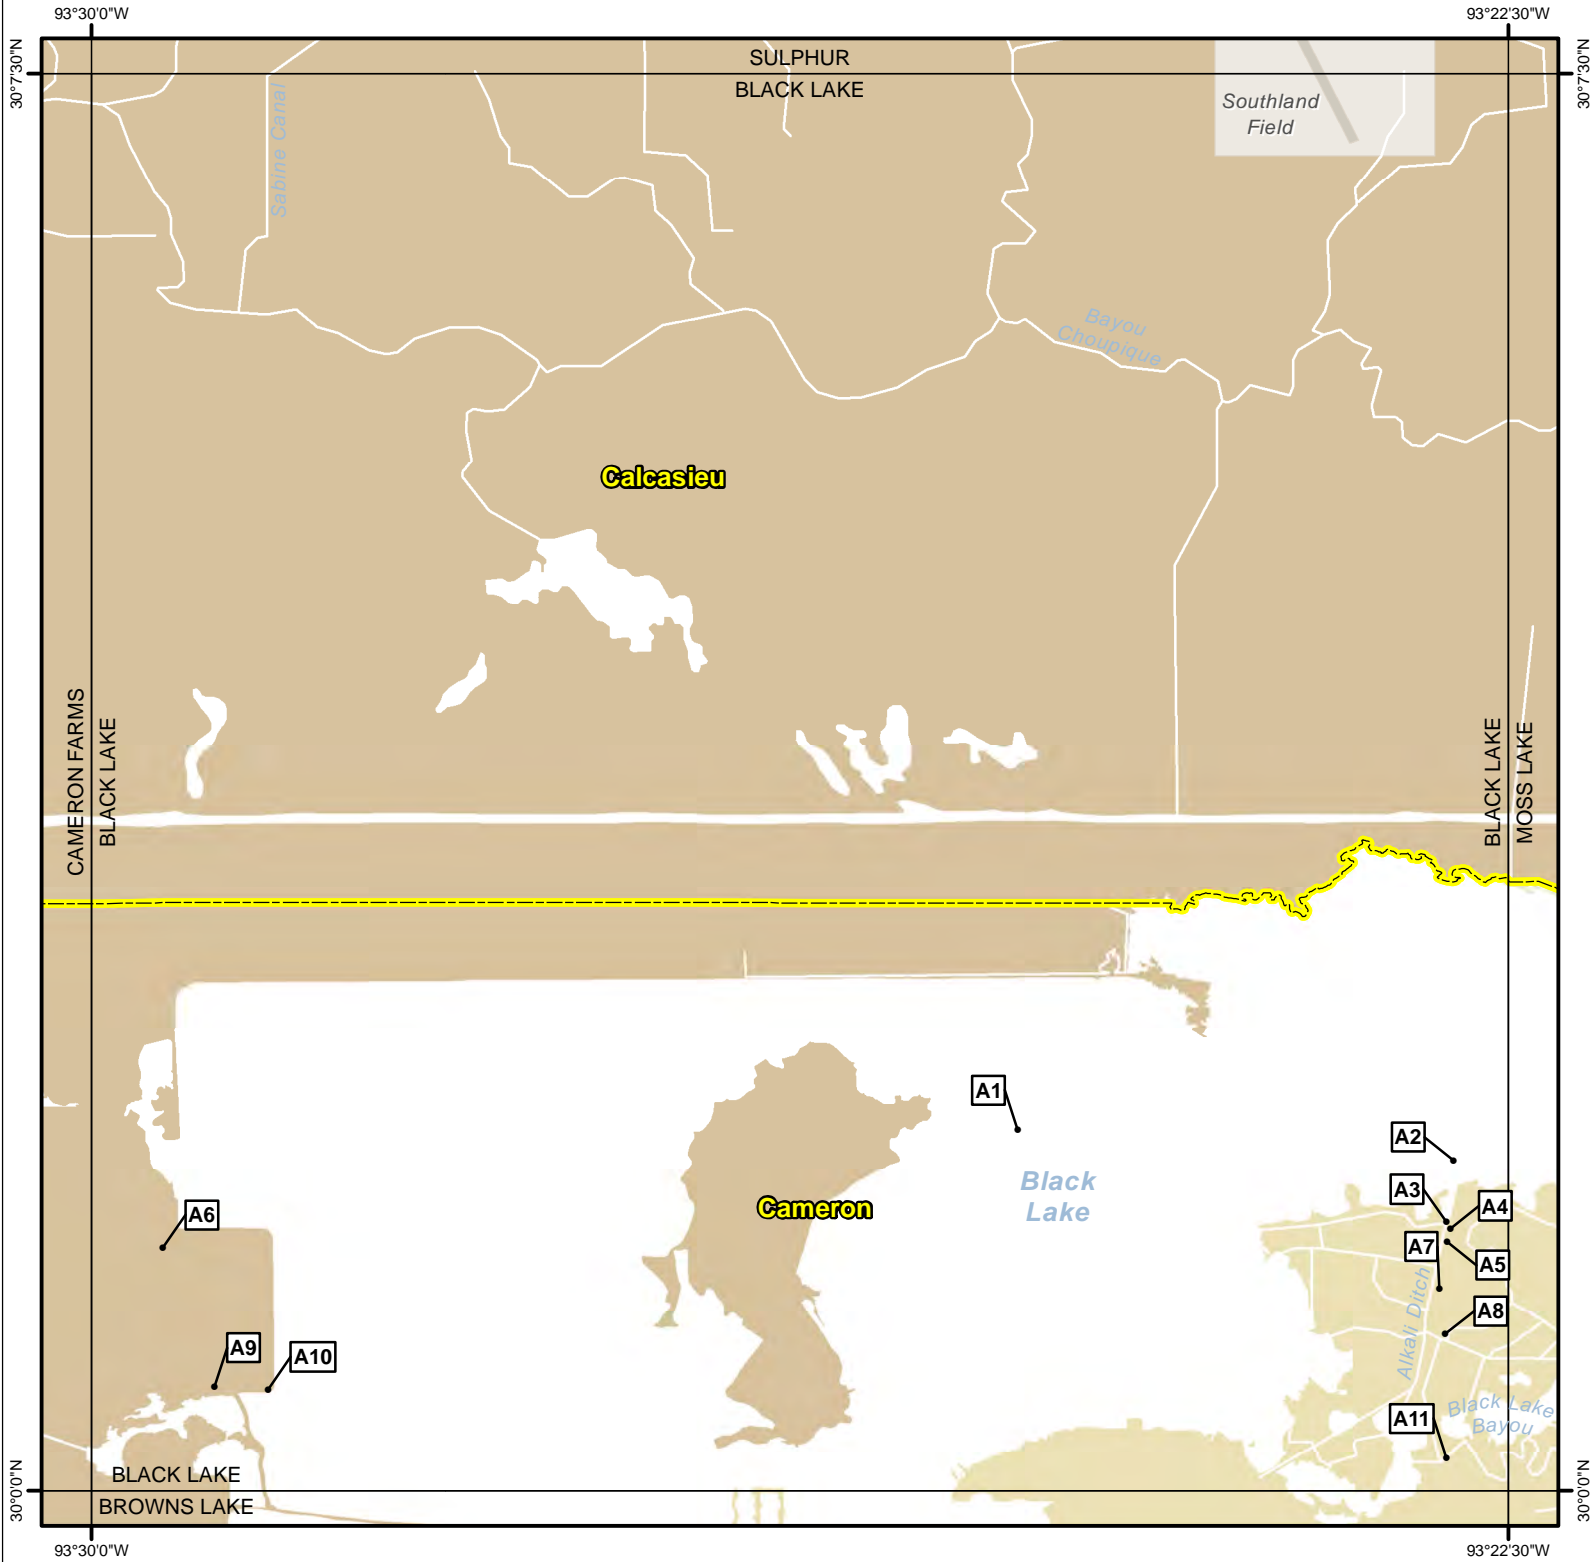 93°30'0"W
93°22'30"W
30°7'30"N
30°7'30"N
SULPHUR
BLACK LAKE
Southland
Field
Sabine Canal
Bayou
Choupique
Calcasieu
CAMERON FARMS
BLACK LAKE
BLACK LAKE
MOSS LAKE
A1
A2
Black
Lake
A3
A4
Cameron
A6
A7
A5
Alkali Ditch
A8
A9
A10
Black Lake
Bayou
A11
BLACK LAKE
BROWNS LAKE
30°0'0"N
30°0'0"N
93°30'0"W
93°22'30"W